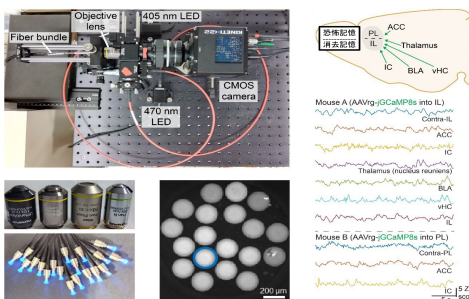 Objective
lens
405 nm LED
Fiber bundle
CMOS
camera
470 nm
LED
200 μm
恐怖記憶
消去記憶
PL
IL
ACC
Thalamus
vHC
BLA
IC
Mouse A (AAVrg-jGCaMP8s into IL)
Contra-IL
ACC
IC
Thalamus (nucleus reuniens)
BLA
vHC
IL
Mouse B (AAVrg-jGCaMP8s into PL)
Contra-PL
ACC
IC
5 Z